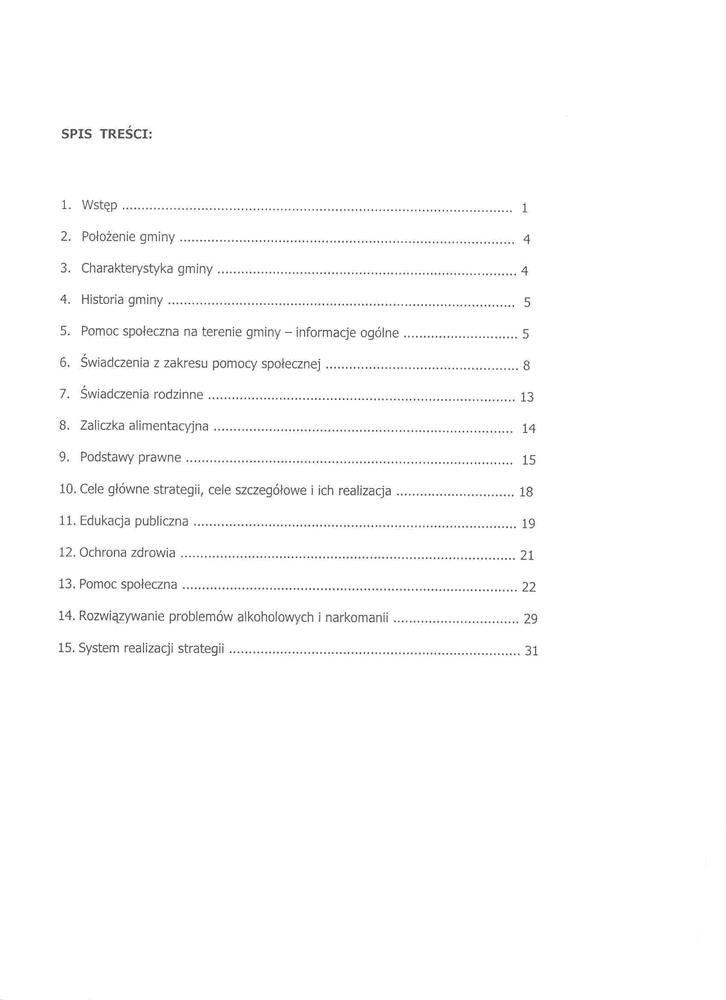 SPIS TREŚCI:
1. Wstęp ........................................................................ 1
2. Położenie gminy ........................................................................ 4
3. Charakterystyka gminy ........................................................................ 4
4. Historia gminy ........................................................................ 5
5. Pomoc społeczna na terenie gminy – informacje ogólne ............................. 5
6. Świadczenia z zakresu pomocy społecznej ................................................. 8
7. Świadczenia rodzinne ........................................................................ 13
8. Zaliczka alimentacyjna ........................................................................ 14
9. Podstawy prawne ........................................................................ 15
10. Cele główne strategii, cele szczegółowe i ich realizacja .............................. 18
11. Edukacja publiczna ........................................................................ 19
12. Ochrona zdrowia ........................................................................ 21
13. Pomoc społeczna ........................................................................ 22
14. Rozwiązywanie problemów alkoholowych i narkomanii ................................ 29
15. System realizacji strategii ........................................................................ 31